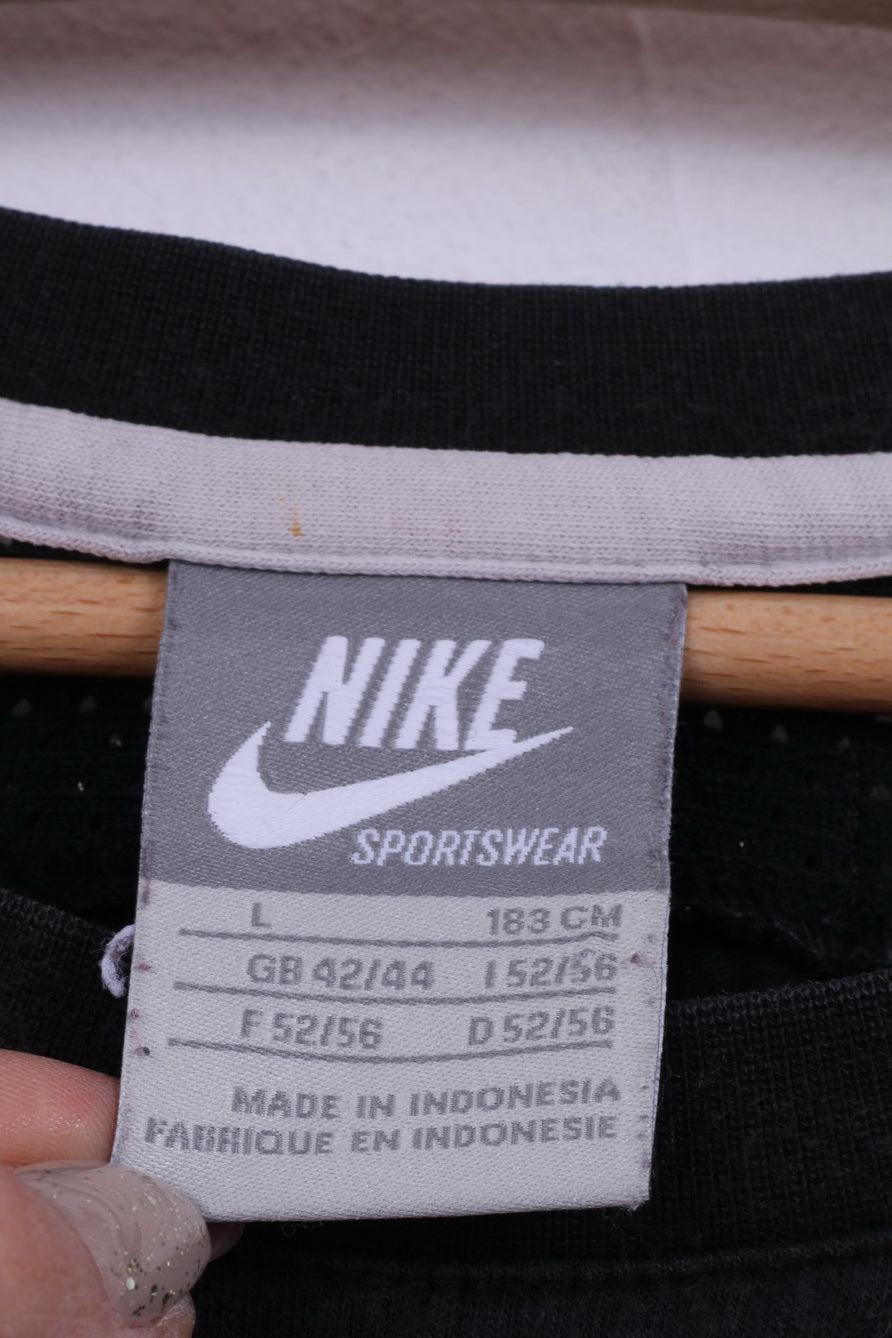 NIKE
SPORTSWEAR
L 183 CM
GB 42/44 I 52/56
F 52/56 D 52/56
MADE IN INDONESIA
FABRIQUE EN INDONESIE